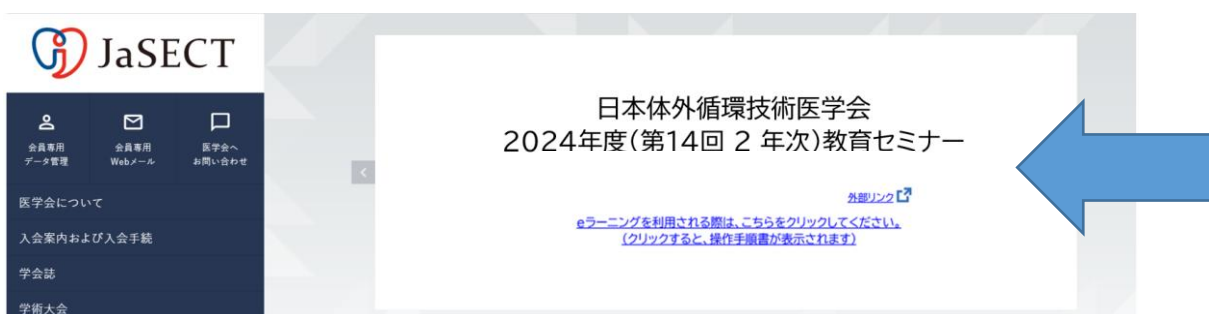 JaSECT
会員専用
データ管理
会員専用
Webメール
医学会へ
お問い合わせ
医学会について
入会案内および入会手続
学会誌
学術大会
日本体外循環技術医学会
2024年度(第14回 2 年次)教育セミナー
外部リンク
eラーニングを利用される際は、こちらをクリックしてください。
(クリックすると、操作手順書が表示されます)